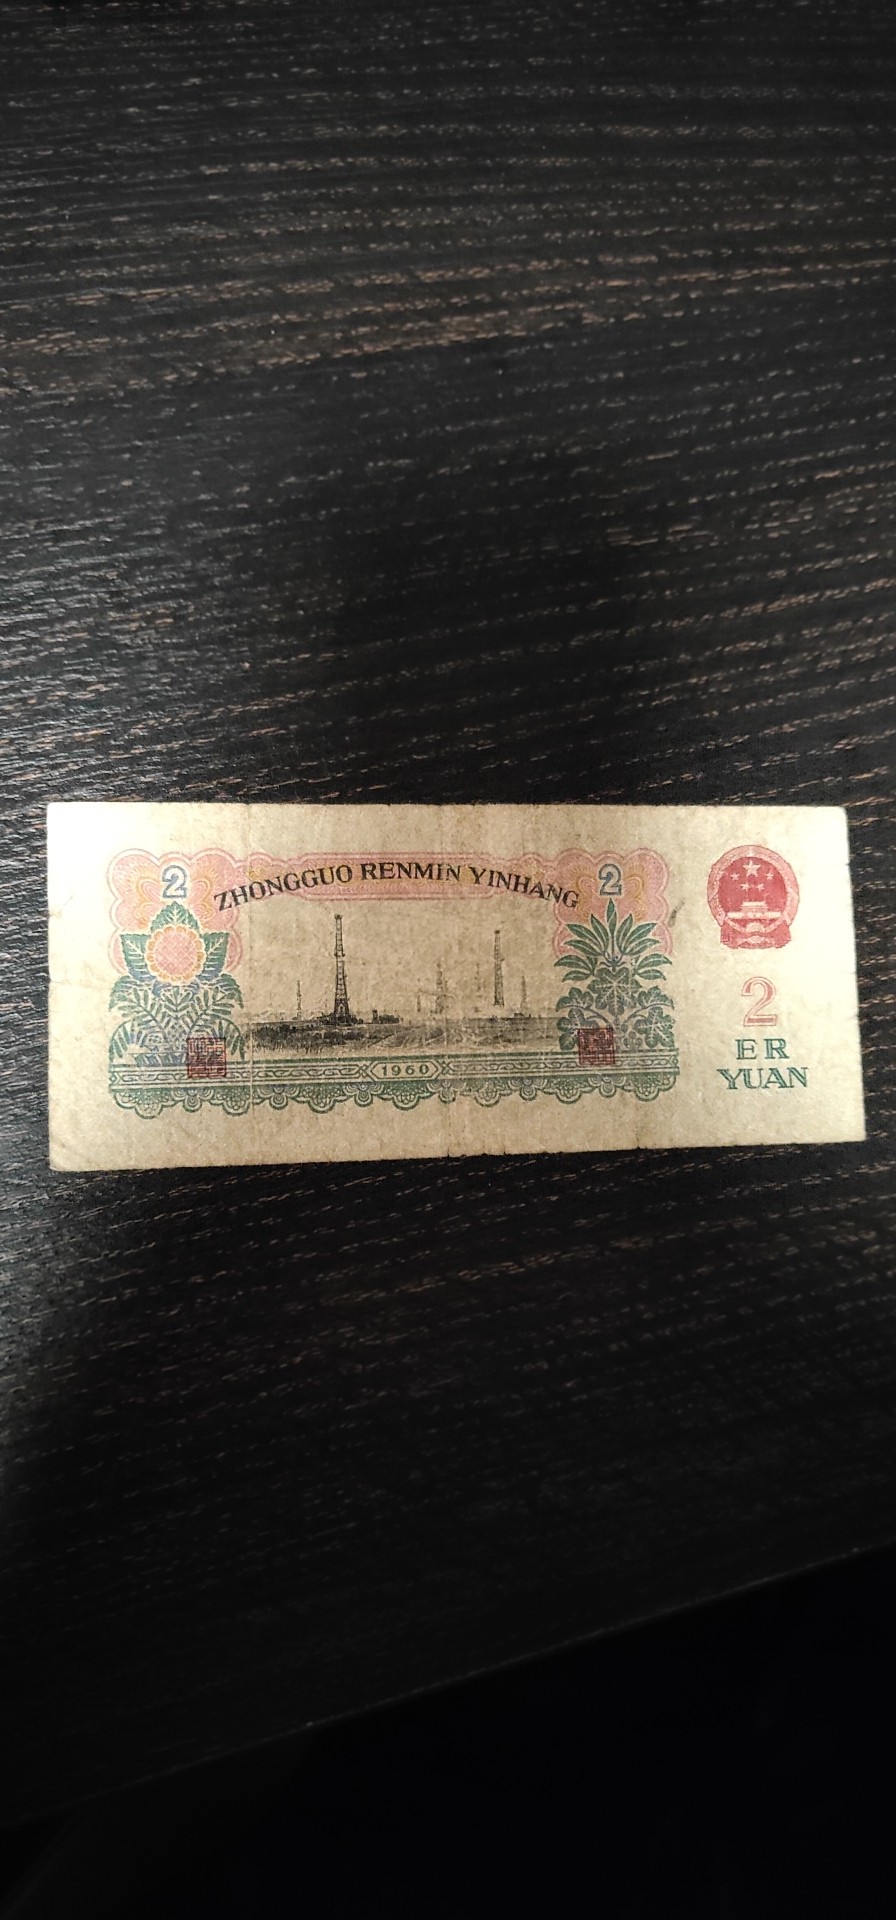 2 ZHONGGUO RENMIN YINHANG 2
1960
2
ER
YUAN